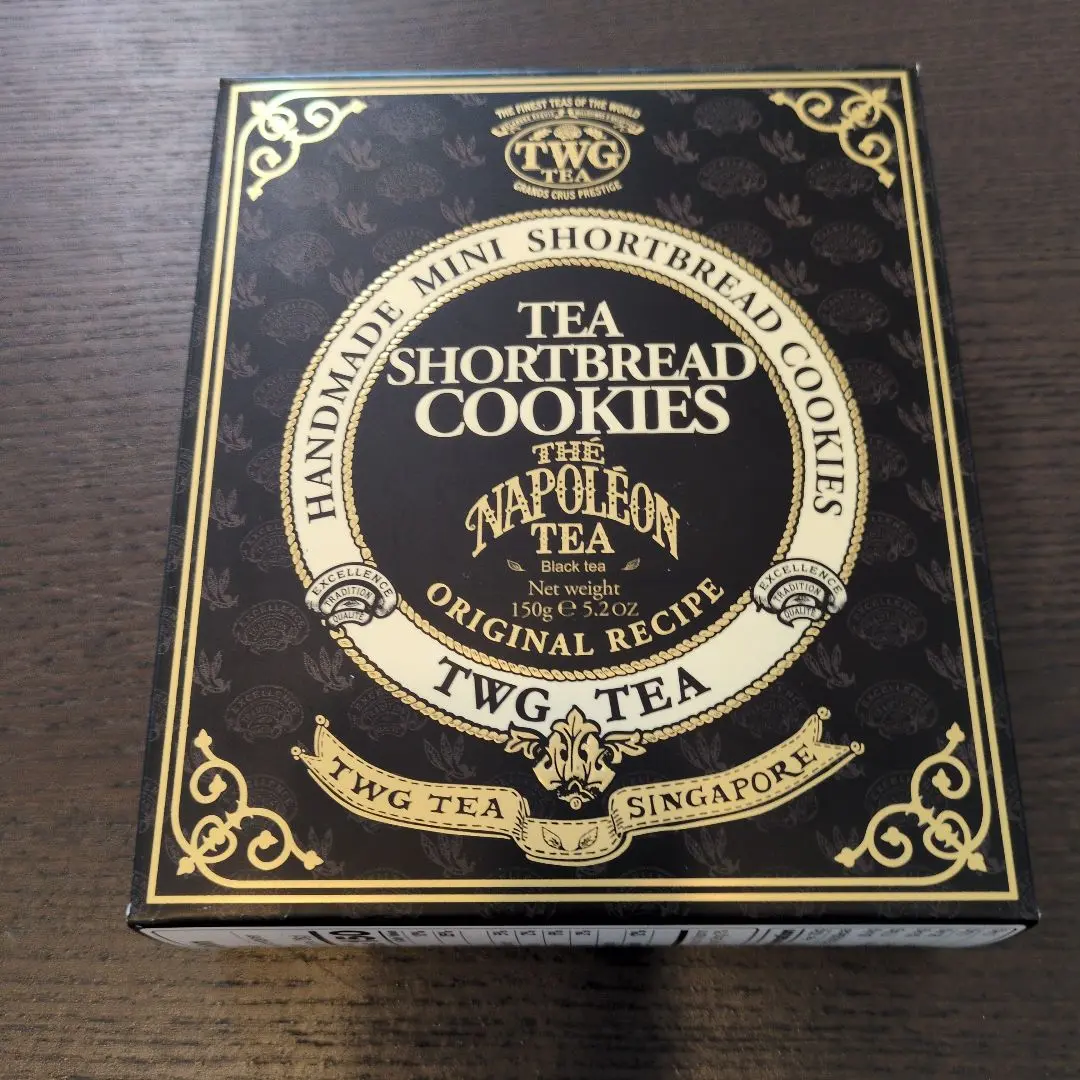 THE FINEST TEAS OF THE WORLD
TWG
TEA
GRANDS CRUS PRESTIGE
HANDMADE MINI SHORTBREAD COOKIES
TEA
SHORTBREAD
COOKIES
THÉ
NAPOLÉON
TEA
Black tea
Net weight
150g ℮ 5.2 OZ
ORIGINAL RECIPE
EXCELLENCE
TRADITION
QUALITÉ
EXCELLENCE
TRADITION
QUALITÉ
TWG TEA
TWG TEA SINGAPORE